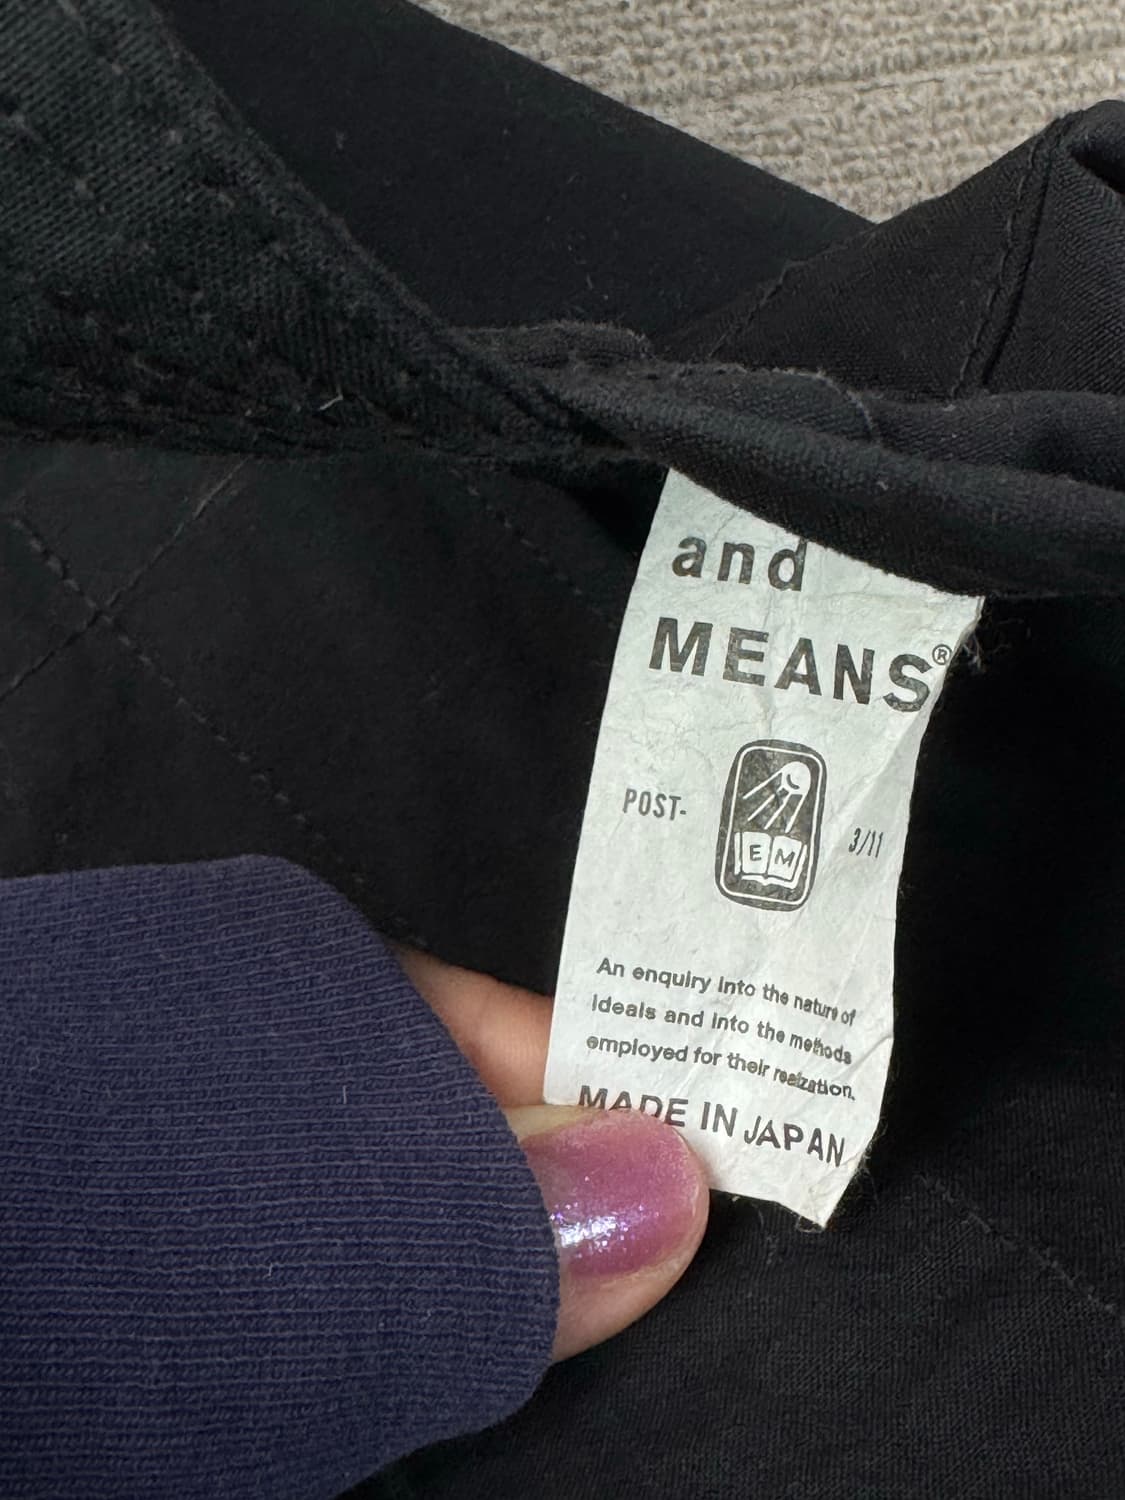 and
MEANS®
POST- 3/11
E M
An enquiry into the nature of
ideals and into the methods
employed for their realzation.
MADE IN JAPAN